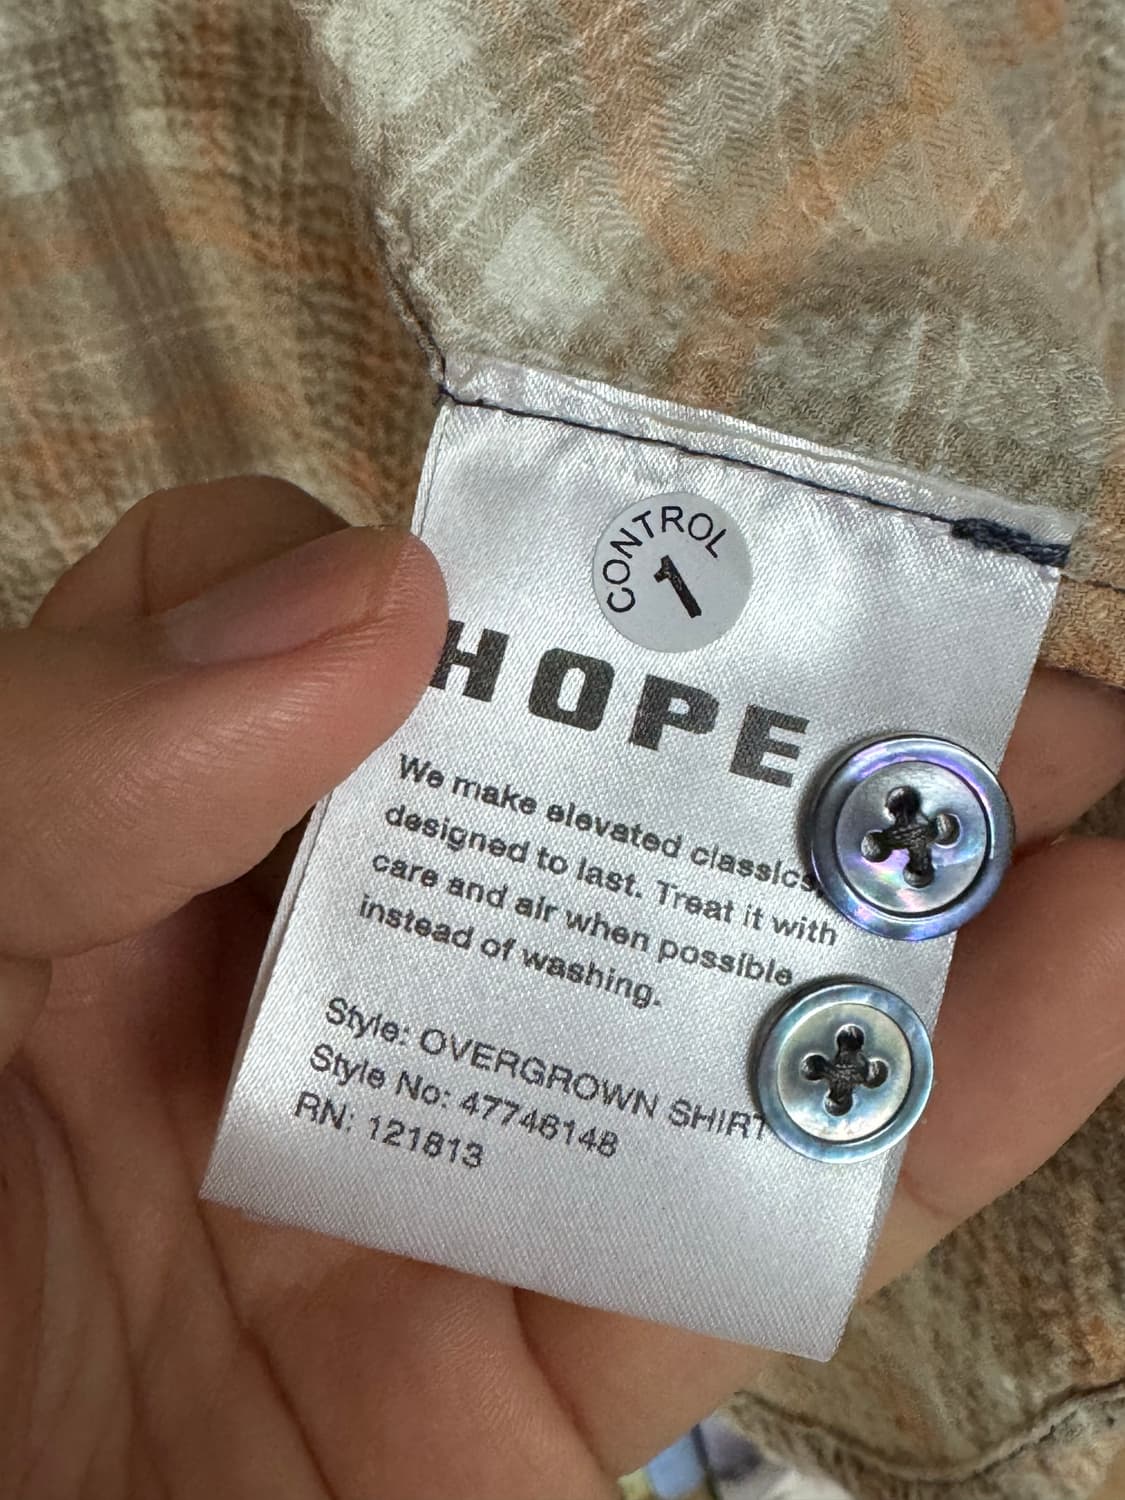 CONTROL
1
HOPE
We make elevated classics,
designed to last. Treat it with
care and air when possible
instead of washing.
Style: OVERGROWN SHIRT
Style No: 47746148
RN: 121813